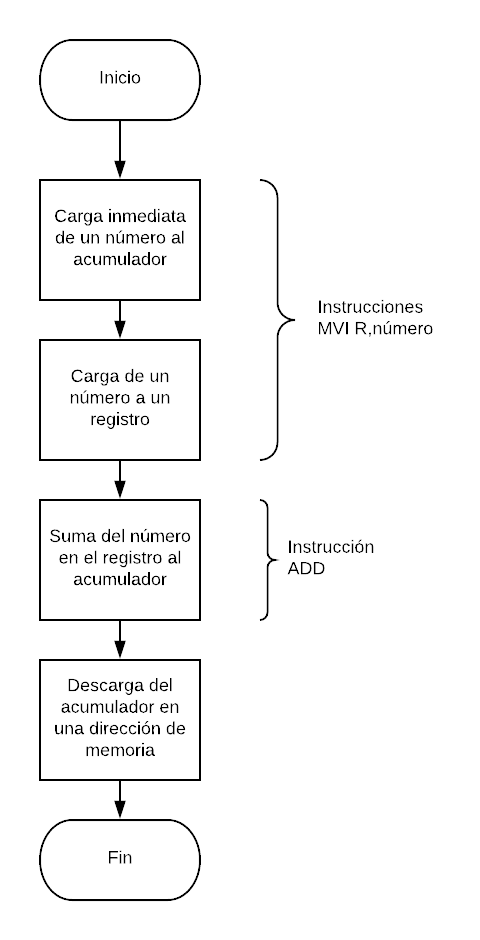 Inicio
Carga inmediata
de un número al
acumulador
Instrucciones
MVI R,número
Carga de un
número a un
registro
Suma del número
en el registro al
acumulador
Instrucción
ADD
Descarga del
acumulador en
una dirección de
memoria
Fin